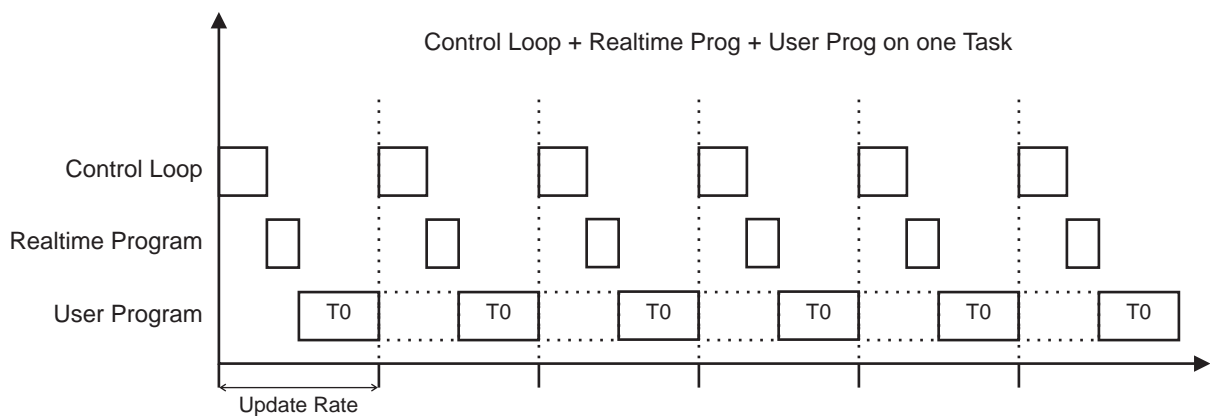 Control Loop + Realtime Prog + User Prog on one Task
Control Loop
Realtime Program
User Program
T0
T0
T0
T0
T0
T0
Update Rate